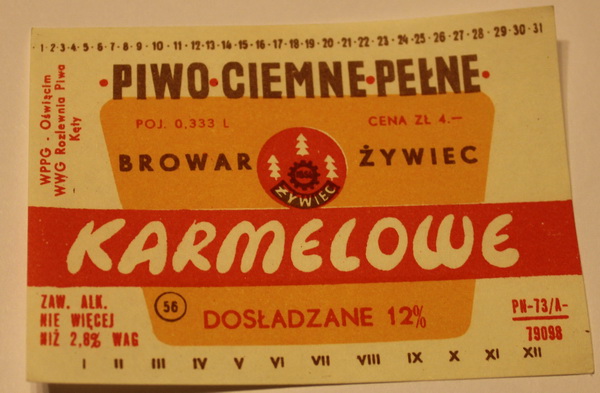 1·2·3·4·5·6·7·8·9·10·11·12·13·14·15·16·17·18·19·20·21·22·23·24·25·26·27·28·29·30·31
·PIWO·CIEMNE·PEŁNE·
WPPG - Oświęcim
WWG Rozlewnia Piwa
Kęty
POJ. 0,333 L
CENA ZŁ 4.—
BROWAR ŻYWIEC
ŻYWIEC
KARMELOWE
ZAW. ALK.
NIE WIĘCEJ
NIŻ 2,8% WAG
56
DOSŁADZANE 12%
PN-73/A-
79098
I II III IV V VI VII VIII IX X XI XII